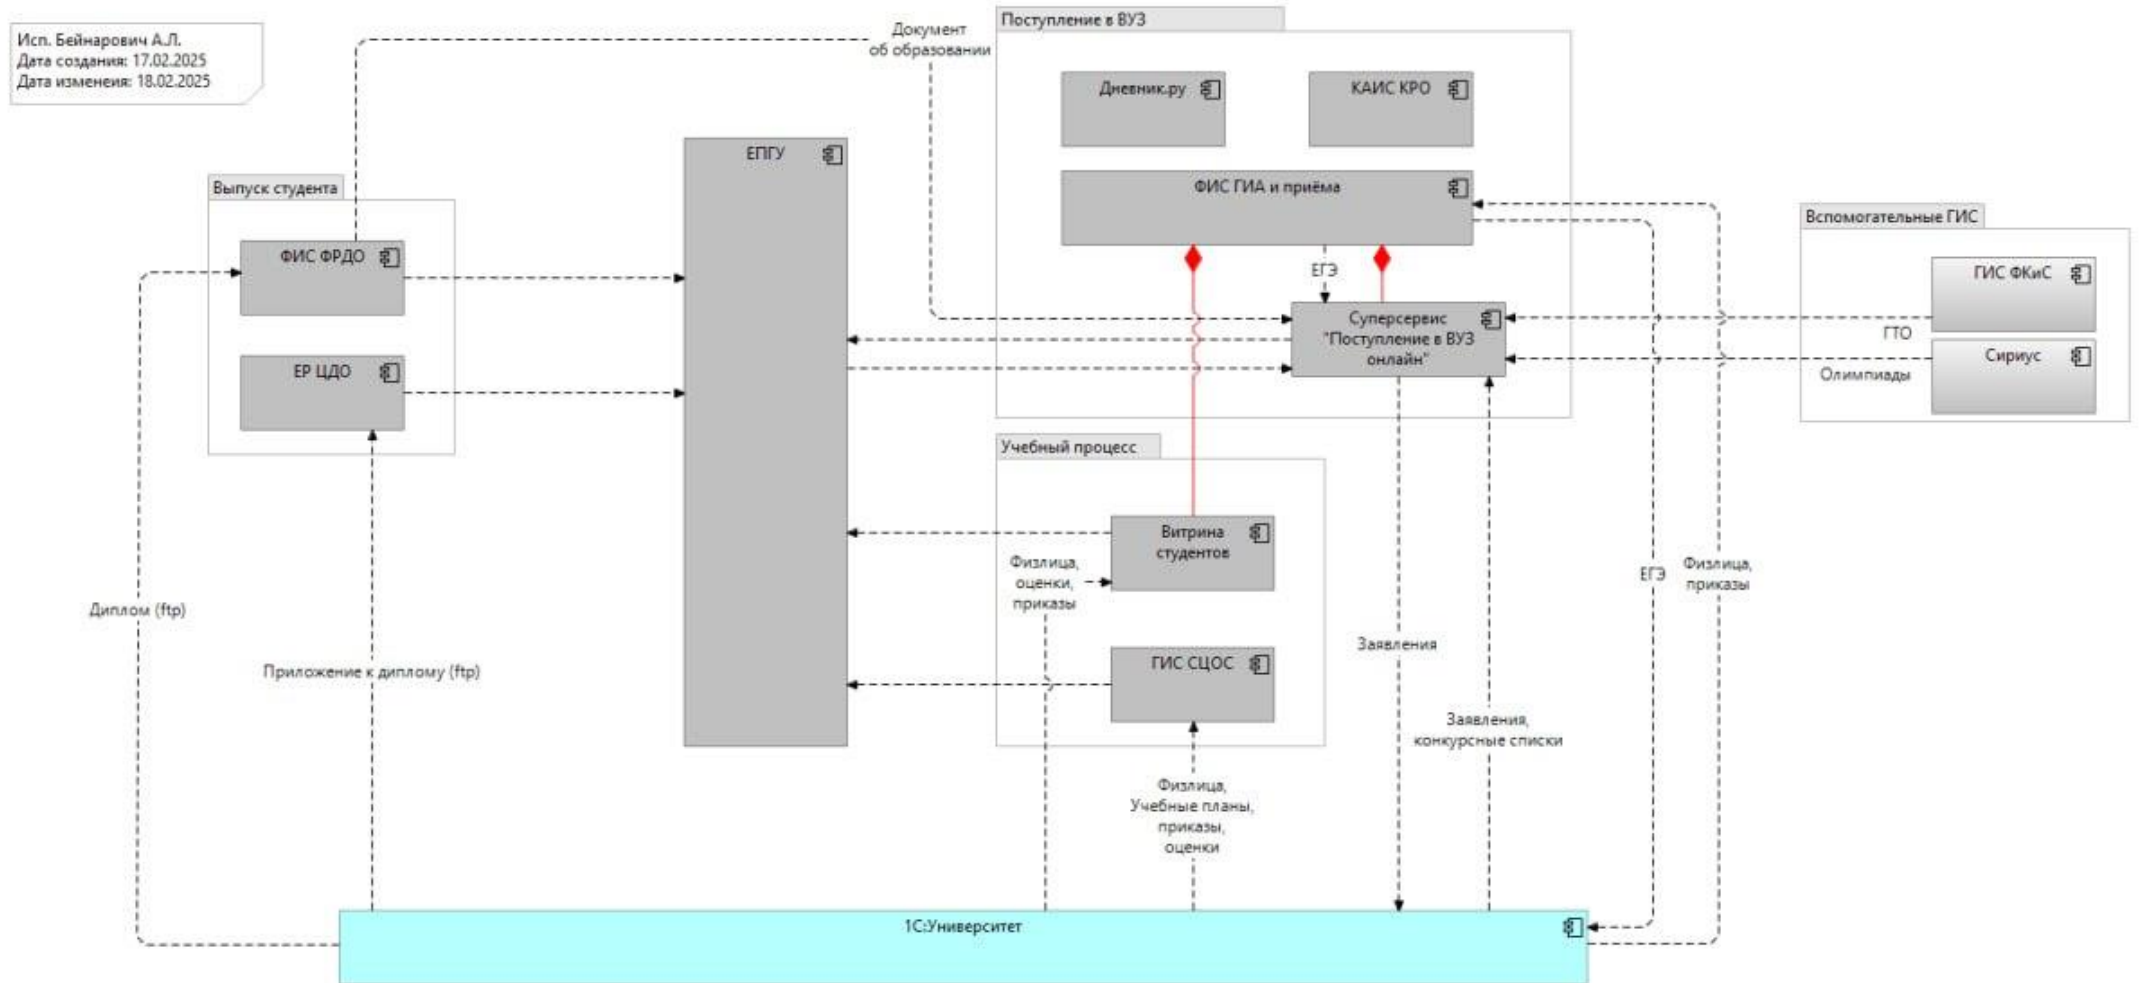 Исп. Бейнарович А.Л.
Дата создания: 17.02.2025
Дата изменеия: 18.02.2025
Документ
об образовании
Поступление в ВУЗ
Дневник.ру
КАИС КРО
ФИС ГИА и приёма
ЕГЭ
Суперсервис
"Поступление в ВУЗ
онлайн"
Вспомогательные ГИС
ГИС ФКиС
ГТО
Сириус
Олимпиады
ЕПГУ
Выпуск студента
ФИС ФРДО
ЕР ЦДО
Учебный процесс
Витрина
студентов
Физлица,
оценки,
приказы
ГИС СЦОС
ЕГЭ
Физлица,
приказы
Диплом (ftp)
Приложение к диплому (ftp)
Заявления
Заявления,
конкурсные списки
Физлица,
Учебные планы,
приказы,
оценки
1С:Университет